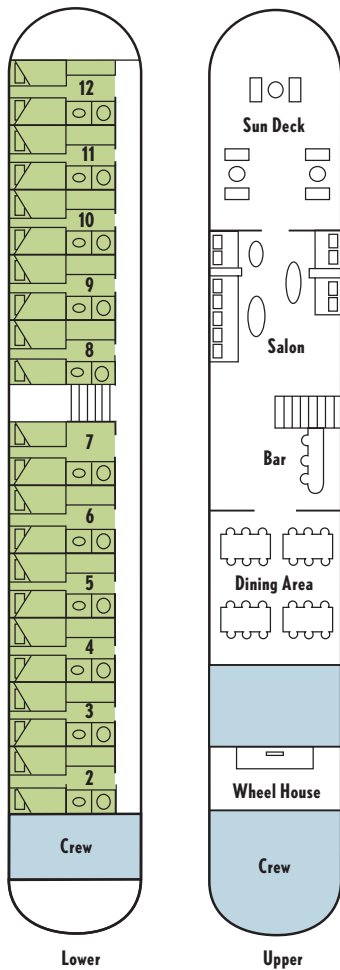 12
11
10
9
8
7
6
5
4
3
2
Crew
Lower
Sun Deck
Salon
Bar
Dining Area
Wheel House
Crew
Upper